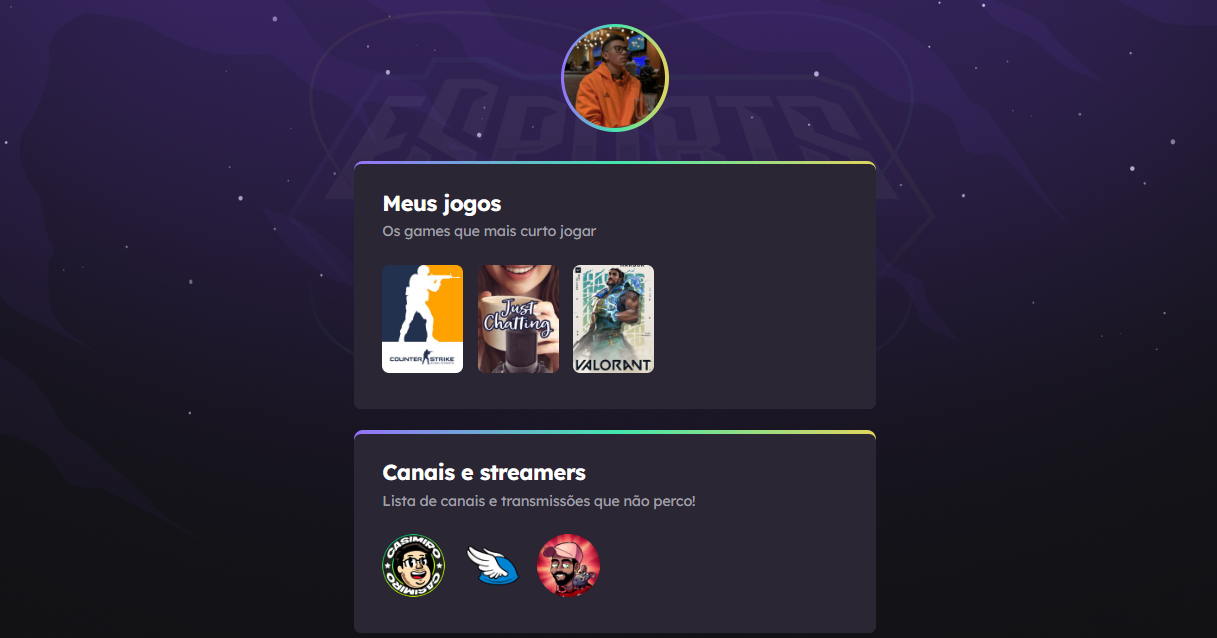 ESPORTS
Meus jogos
Os games que mais curto jogar
COUNTER STRIKE
Just
Chatting
VALORANT
Canais e streamers
Lista de canais e transmissões que não perco!
CASIMIRO
CASIMIRO